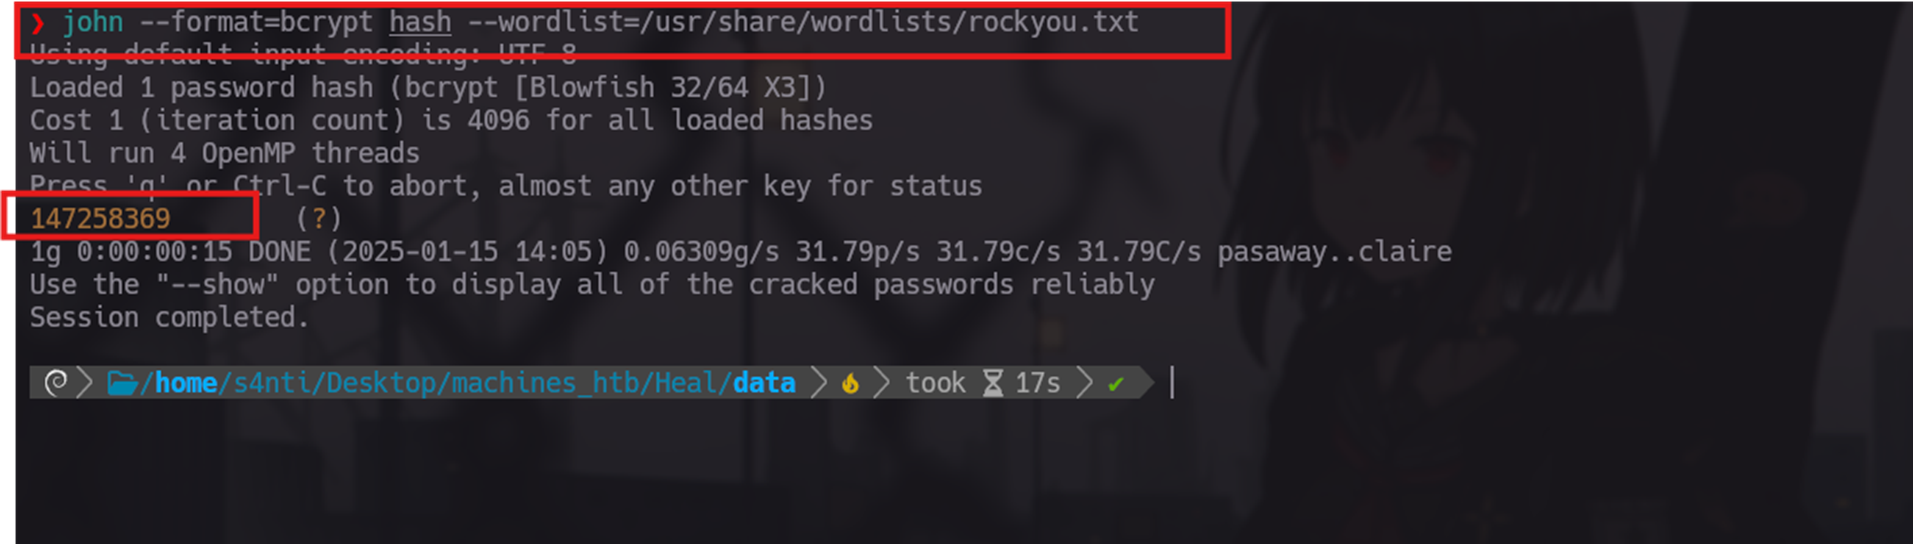 ❯ john --format=bcrypt hash --wordlist=/usr/share/wordlists/rockyou.txt
Using default input encoding: UTF-8
Loaded 1 password hash (bcrypt [Blowfish 32/64 X3])
Cost 1 (iteration count) is 4096 for all loaded hashes
Will run 4 OpenMP threads
Press 'q' or Ctrl-C to abort, almost any other key for status
147258369        (?)
1g 0:00:00:15 DONE (2025-01-15 14:05) 0.06309g/s 31.79p/s 31.79c/s 31.79C/s pasaway..claire
Use the "--show" option to display all of the cracked passwords reliably
Session completed.
/home/s4nti/Desktop/machines_htb/Heal/data took 17s ✔